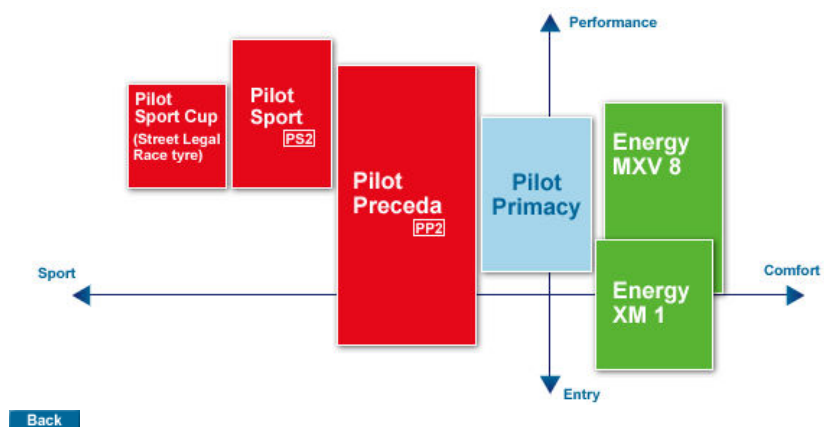 Performance
Pilot
Sport Cup
(Street Legal
Race tyre)
Pilot
Sport
PS2
Pilot
Preceda
PP2
Pilot
Primacy
Energy
MXV 8
Sport
Comfort
Energy
XM 1
Entry
Back